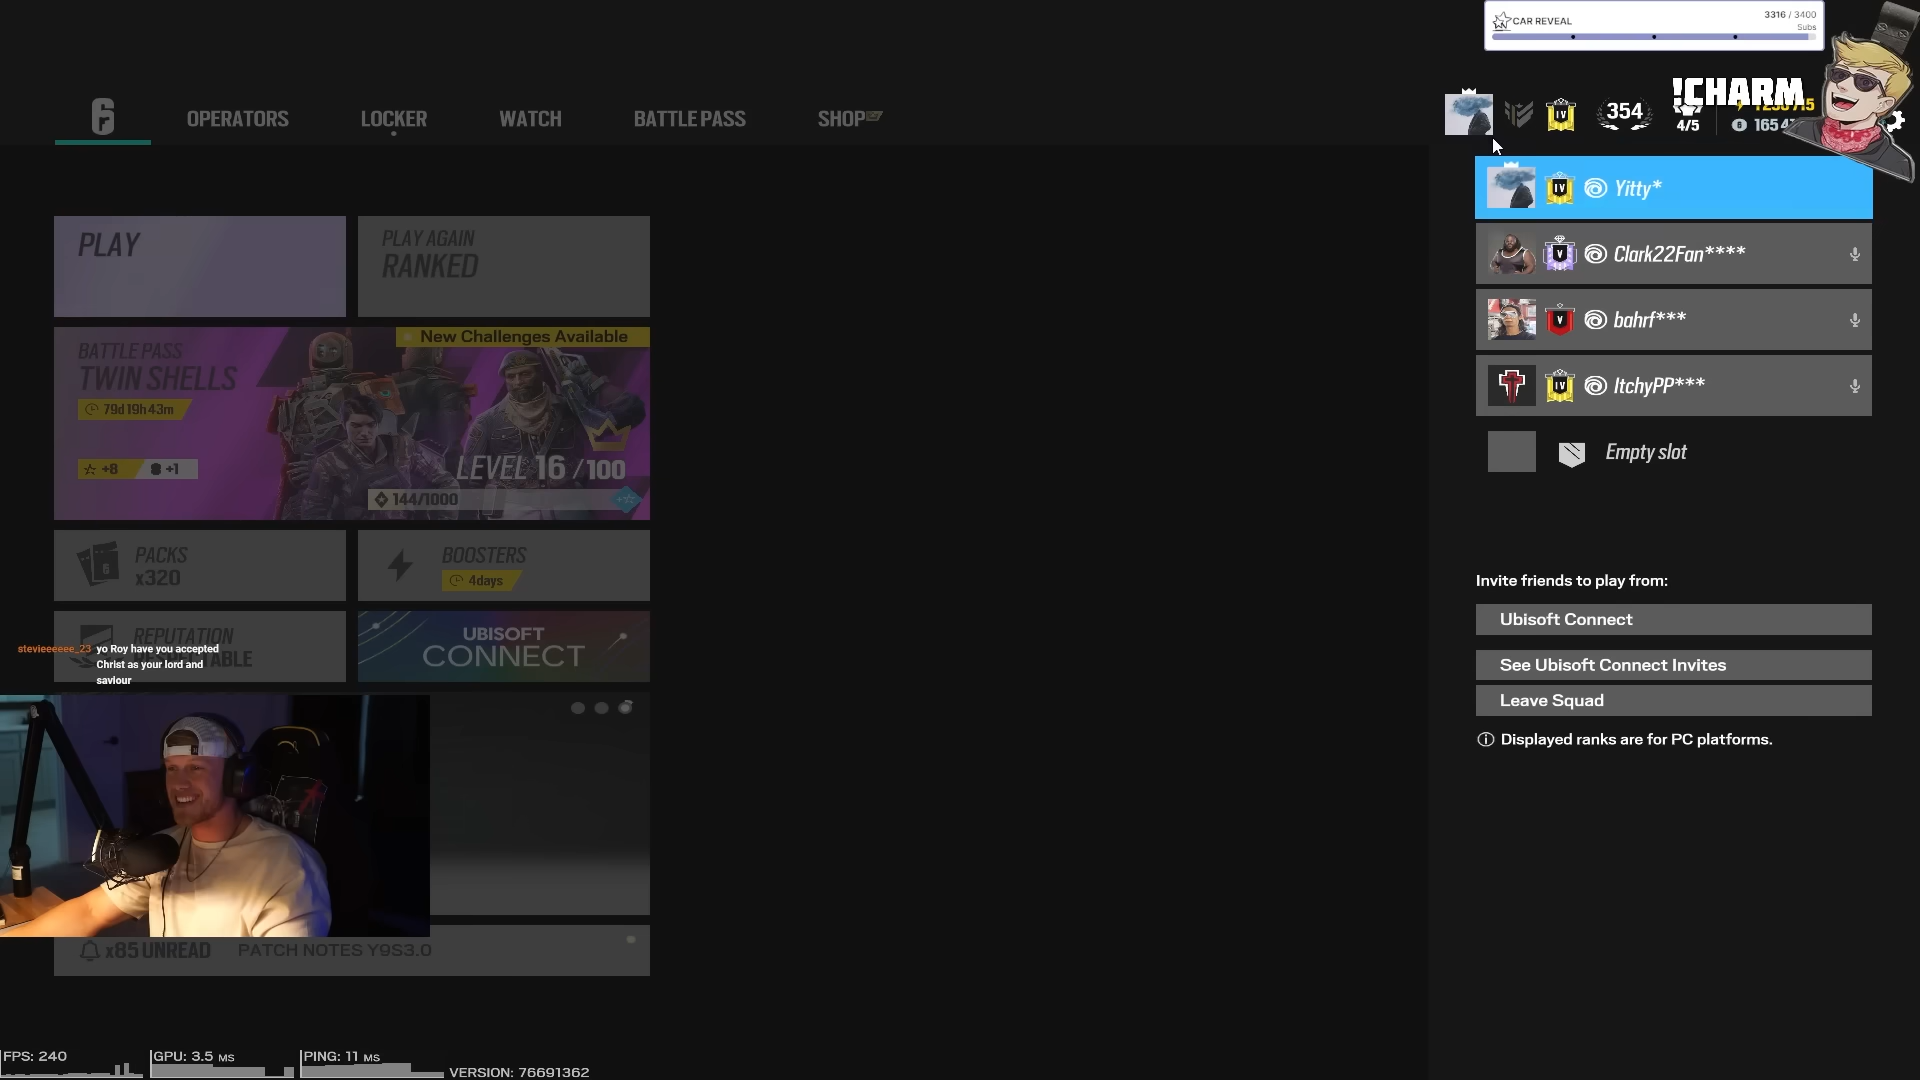 CAR REVEAL
3316 / 3400
Subs
!CHARM
OPERATORS
LOCKER
WATCH
BATTLE PASS
SHOP
IV
354
4/5
Yitty*
Clark22Fan****
bahrf***
ItchyPP***
Empty slot
PLAY
PLAY AGAIN
RANKED
New Challenges Available
BATTLE PASS
TWIN SHELLS
79d 19h 43m
+8
+1
LEVEL 16 / 100
144/1000
PACKS
x320
BOOSTERS
4days
REPUTATION
UBISOFT
CONNECT
stevieeeeee_23 yo Roy have you accepted
Christ as your lord and
saviour
Invite friends to play from:
Ubisoft Connect
See Ubisoft Connect Invites
Leave Squad
Displayed ranks are for PC platforms.
x85 UNREAD
PATCH NOTES Y9S3.0
FPS: 240
GPU: 3.5 MS
PING: 11 MS
VERSION: 76691362